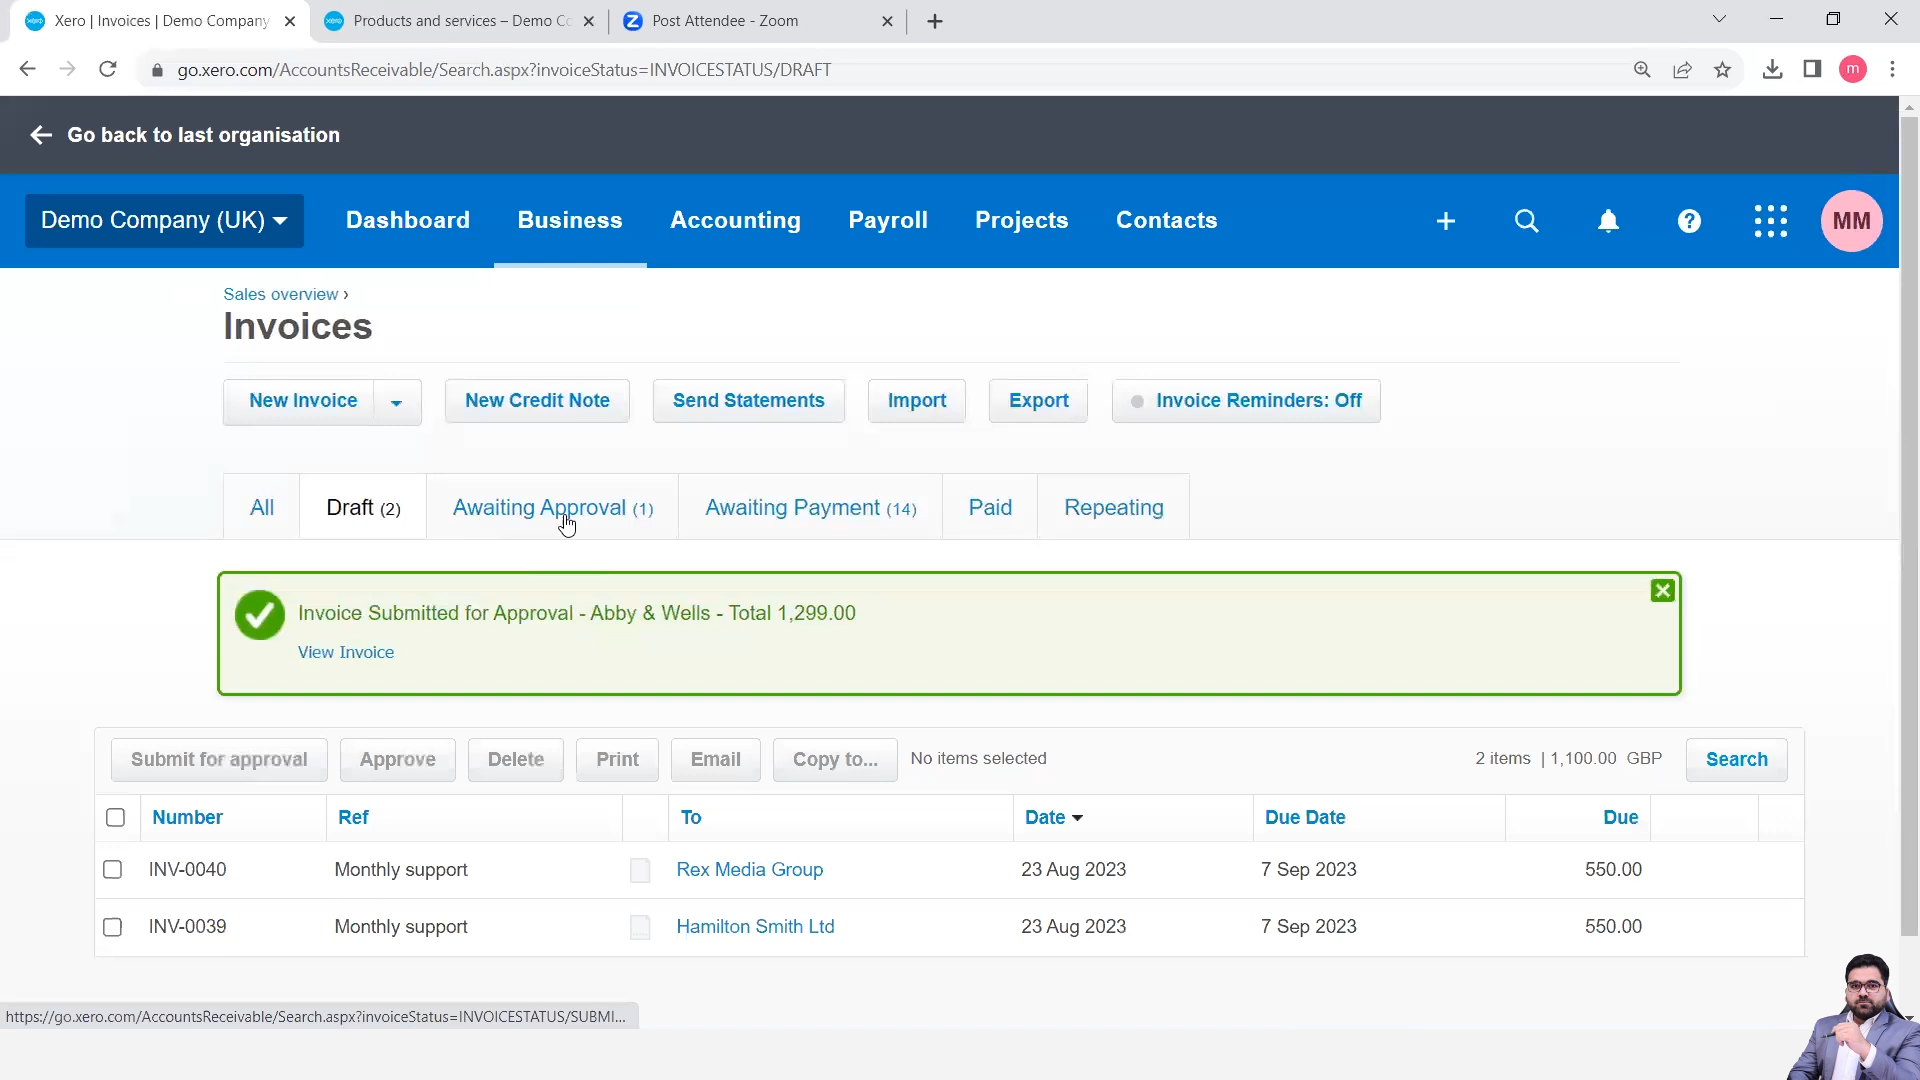 Xero | Invoices | Demo Company
Products and services – Demo Co
Post Attendee - Zoom
go.xero.com/AccountsReceivable/Search.aspx?invoiceStatus=INVOICESTATUS/DRAFT
m
Go back to last organisation
Demo Company (UK)
Dashboard
Business
Accounting
Payroll
Projects
Contacts
MM
Sales overview ›
Invoices
New Invoice
New Credit Note
Send Statements
Import
Export
Invoice Reminders: Off
All
Draft (2)
Awaiting Approval (1)
Awaiting Payment (14)
Paid
Repeating
Invoice Submitted for Approval - Abby & Wells - Total 1,299.00
View Invoice
Submit for approval
Approve
Delete
Print
Email
Copy to...
No items selected
2 items | 1,100.00 GBP
Search
Number Ref To Date Due Date Due
INV-0040 Monthly support Rex Media Group 23 Aug 2023 7 Sep 2023 550.00
INV-0039 Monthly support Hamilton Smith Ltd 23 Aug 2023 7 Sep 2023 550.00
https://go.xero.com/AccountsReceivable/Search.aspx?invoiceStatus=INVOICESTATUS/SUBMI...